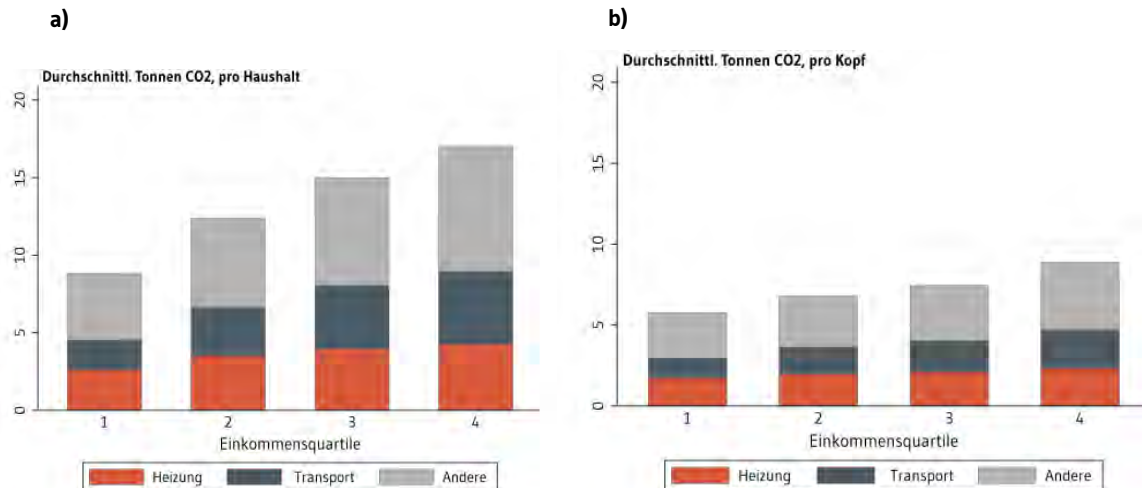 a)
Durchschnittl. Tonnen CO2, pro Haushalt
20
15
10
5
0
1 2 3 4
Einkommensquartile
Heizung Transport Andere
b)
Durchschnittl. Tonnen CO2, pro Kopf
20
15
10
5
0
1 2 3 4
Einkommensquartile
Heizung Transport Andere